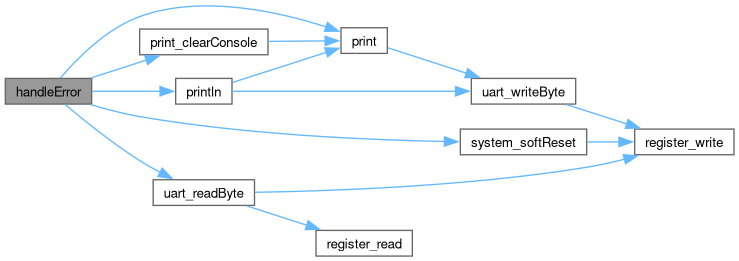 handleError
print_clearConsole
print
println
uart_writeByte
system_softReset
register_write
uart_readByte
register_read